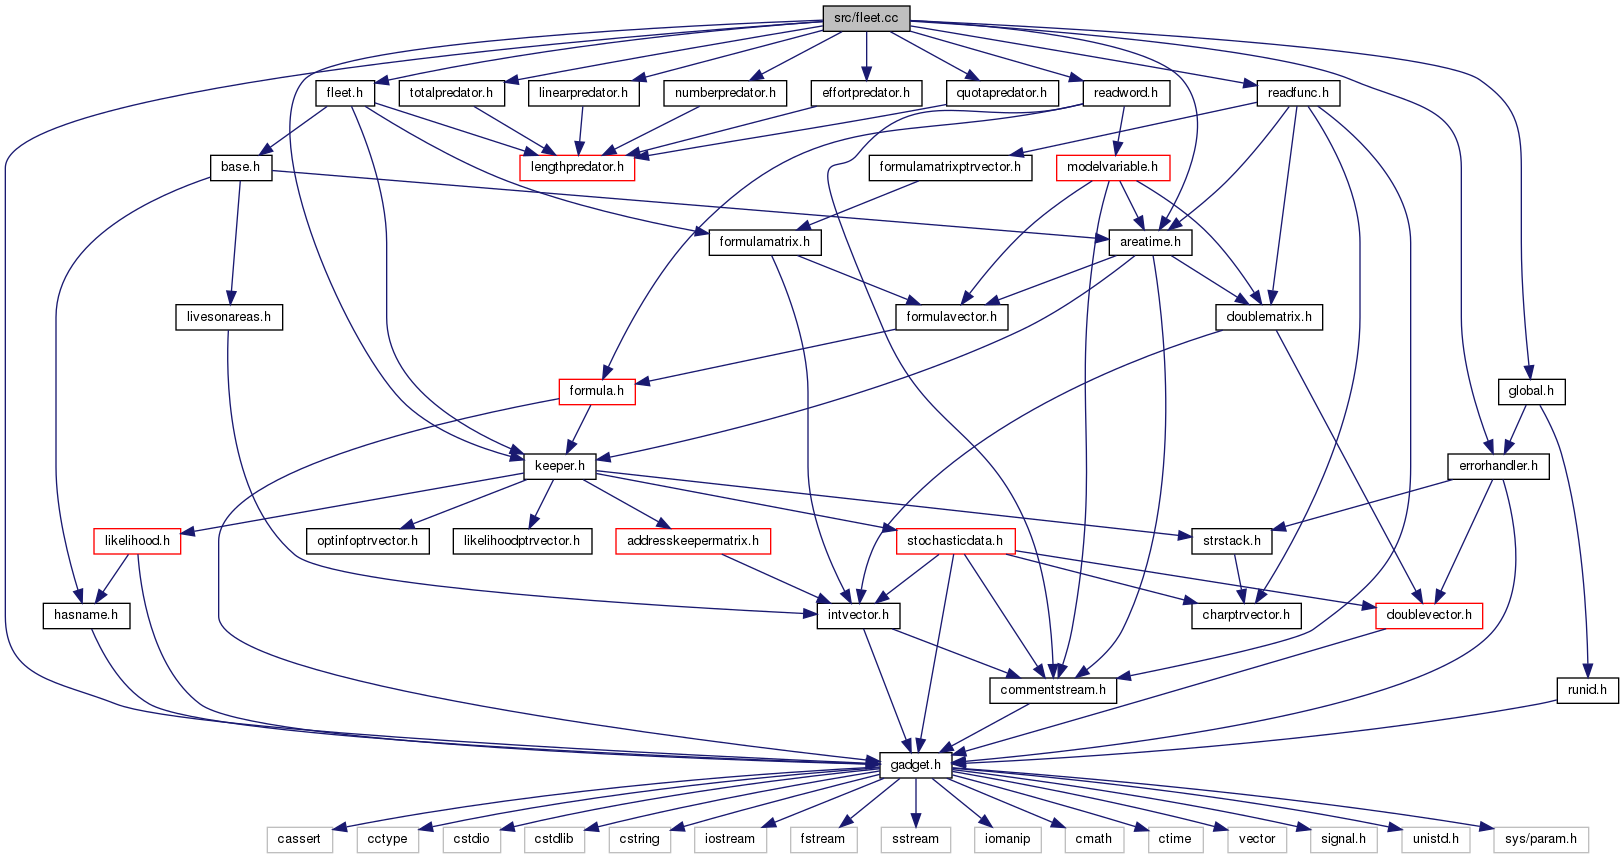 src/fleet.cc
fleet.h
totalpredator.h
linearpredator.h
numberpredator.h
effortpredator.h
quotapredator.h
readword.h
readfunc.h
base.h
lengthpredator.h
formulamatrixptrvector.h
modelvariable.h
formulamatrix.h
areatime.h
livesonareas.h
formulavector.h
doublematrix.h
formula.h
global.h
keeper.h
errorhandler.h
likelihood.h
optinfoptrvector.h
likelihoodptrvector.h
addresskeepermatrix.h
stochasticdata.h
strstack.h
hasname.h
intvector.h
charptrvector.h
doublevector.h
commentstream.h
runid.h
gadget.h
cassert
cctype
cstdio
cstdlib
cstring
iostream
fstream
sstream
iomanip
cmath
ctime
vector
signal.h
unistd.h
sys/param.h